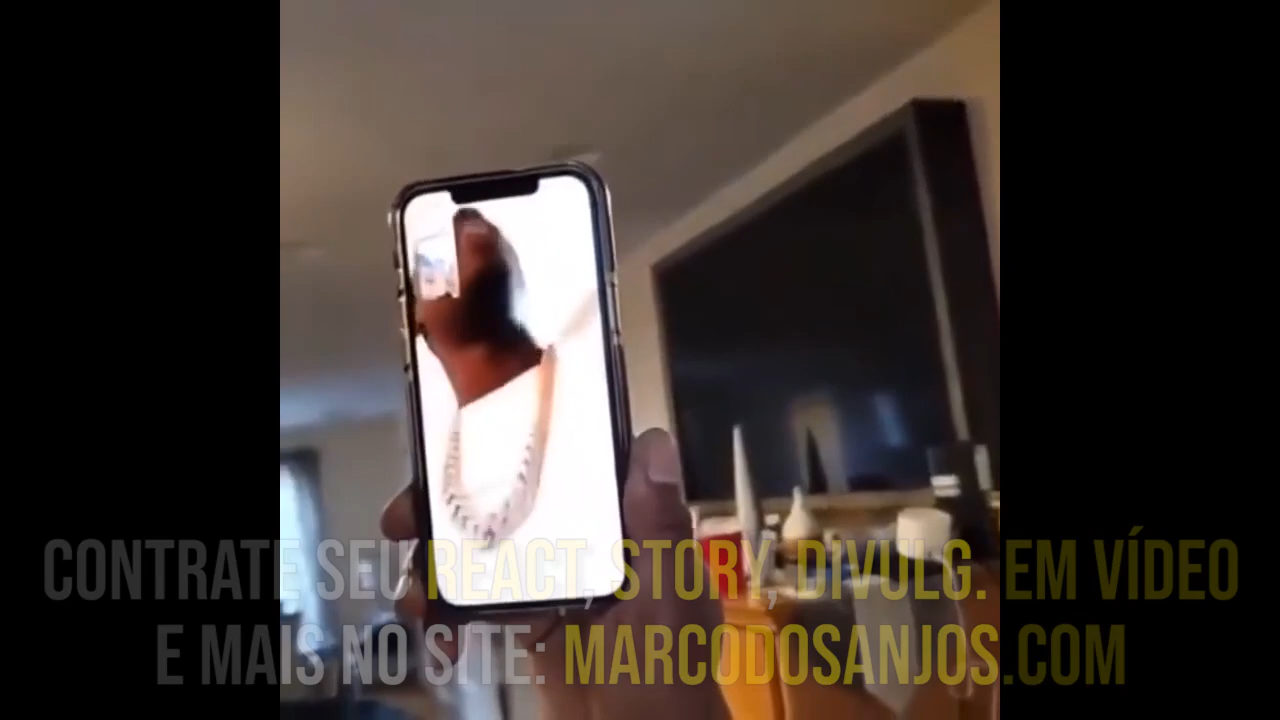 CONTRATE SEU REACT, STORY, DIVULG. EM VÍDEO
E MAIS NO SITE: MARCODOSANJOS.COM